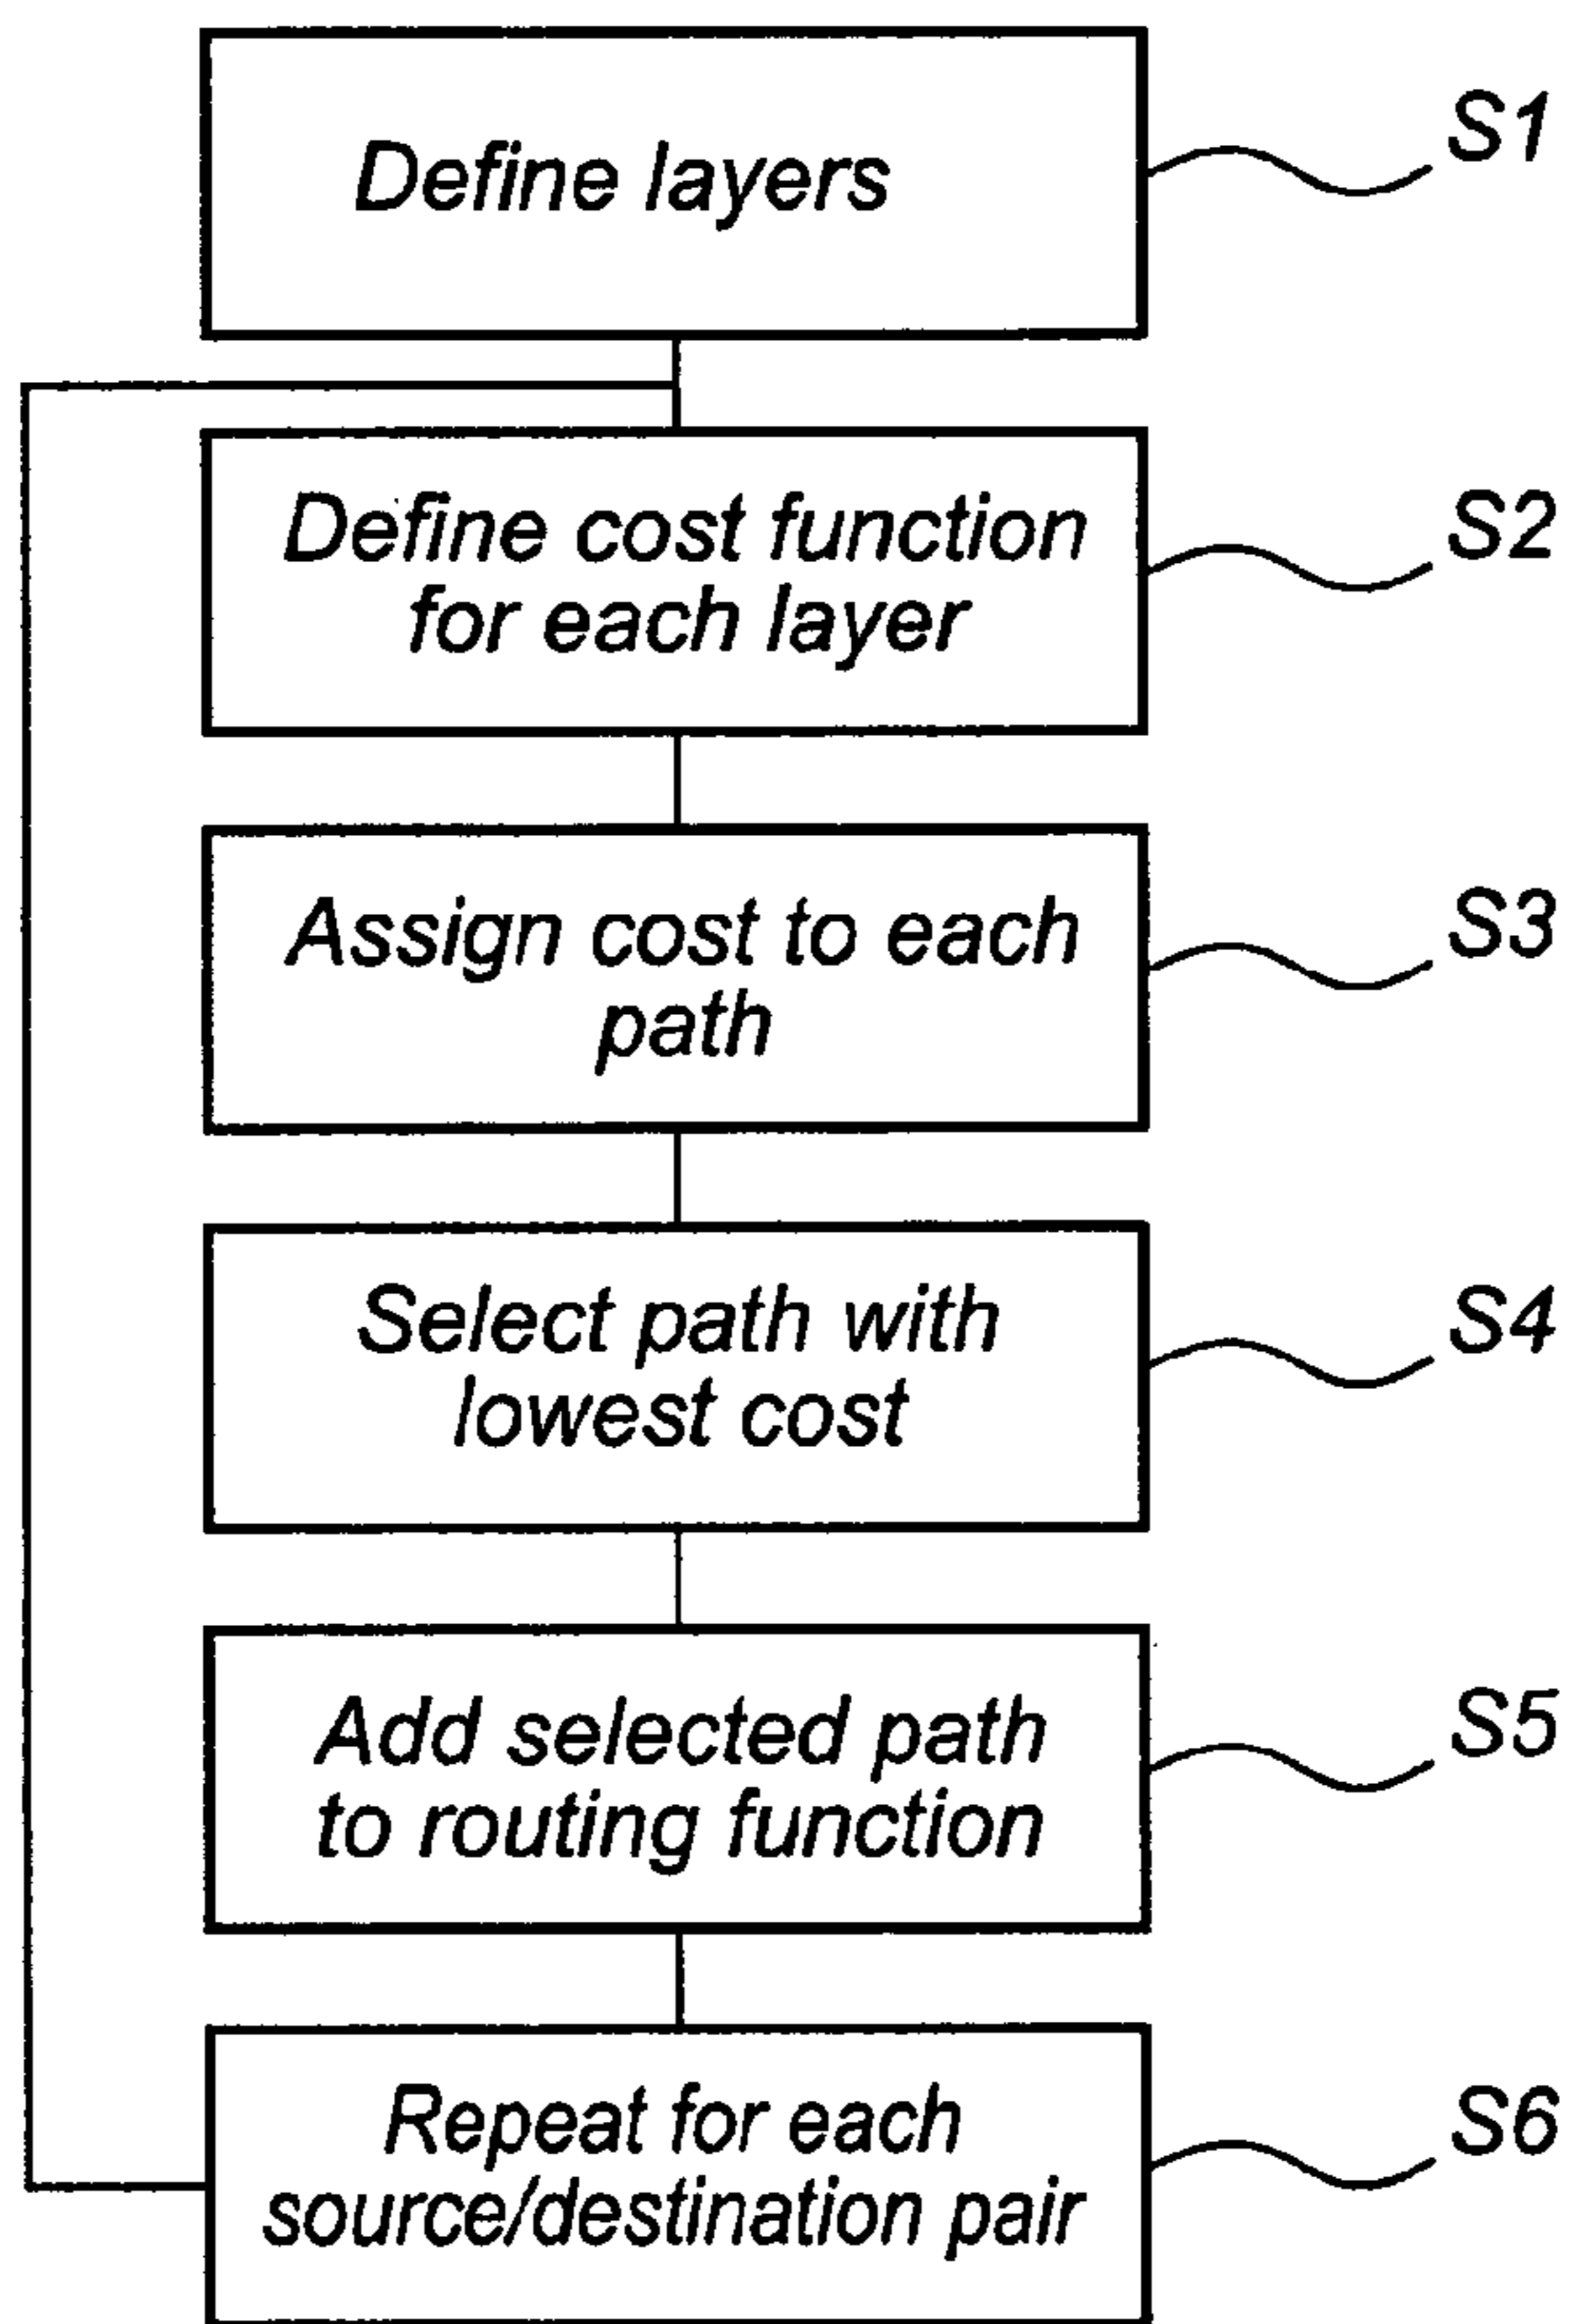 Define layers
S1
Define cost function
for each layer
S2
Assign cost to each
path
S3
Select path with
lowest cost
S4
Add selected path
to routing function
S5
Repeat for each
source/destination pair
S6